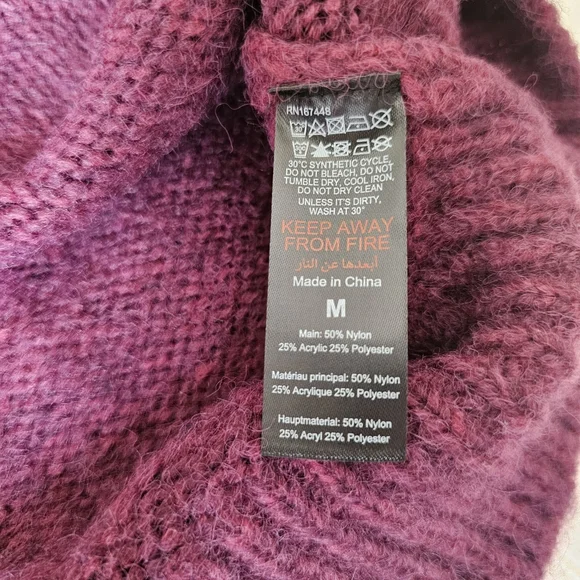 RN167448
30°C SYNTHETIC CYCLE,
DO NOT BLEACH, DO NOT
TUMBLE DRY, COOL IRON,
DO NOT DRY CLEAN
UNLESS IT'S DIRTY,
WASH AT 30°
KEEP AWAY
FROM FIRE
أبعدها عن النار
Made in China
M
Main: 50% Nylon
25% Acrylic 25% Polyester
Matériau principal: 50% Nylon
25% Acrylique 25% Polyester
Hauptmaterial: 50% Nylon
25% Acryl 25% Polyester